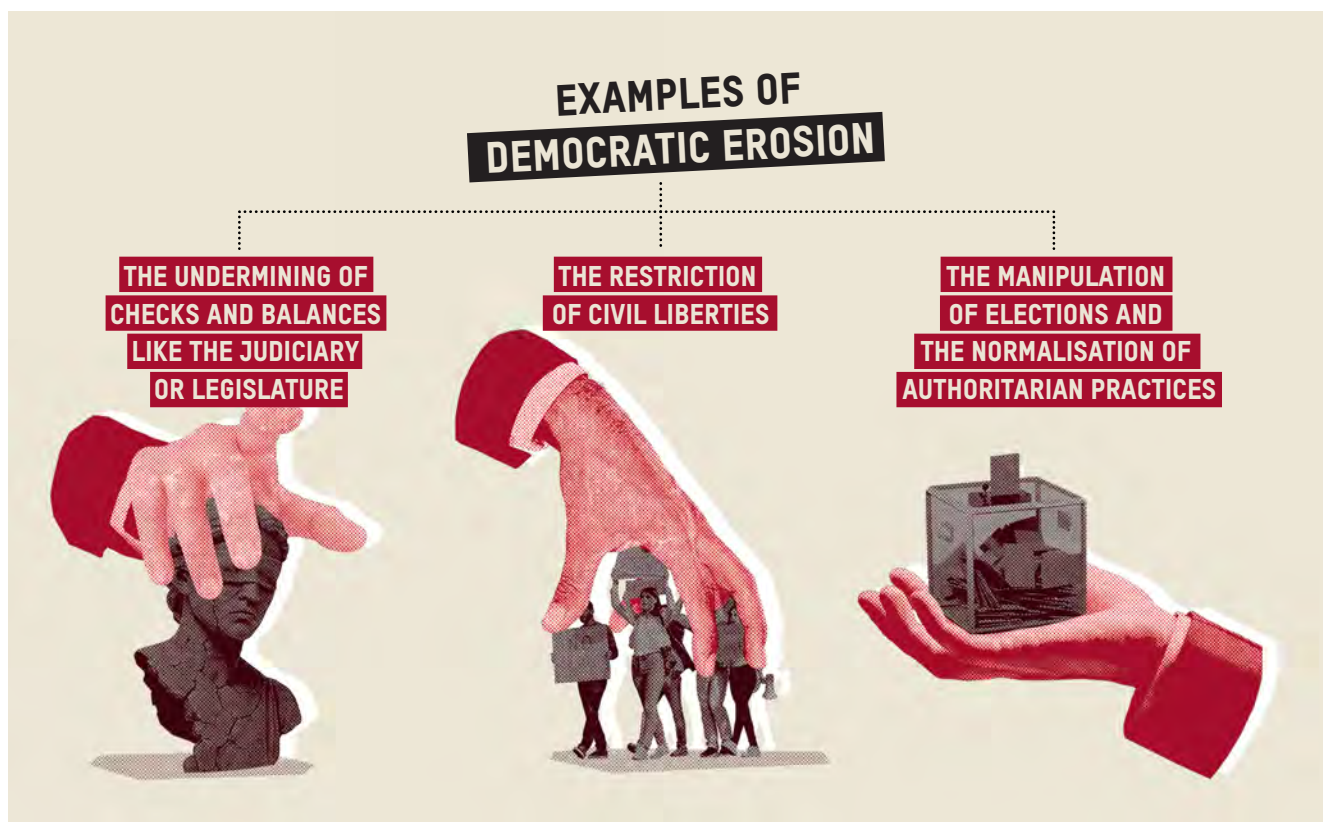 EXAMPLES OF
DEMOCRATIC EROSION
THE UNDERMINING OF
CHECKS AND BALANCES
LIKE THE JUDICIARY
OR LEGISLATURE
THE RESTRICTION
OF CIVIL LIBERTIES
THE MANIPULATION
OF ELECTIONS AND
THE NORMALISATION OF
AUTHORITARIAN PRACTICES